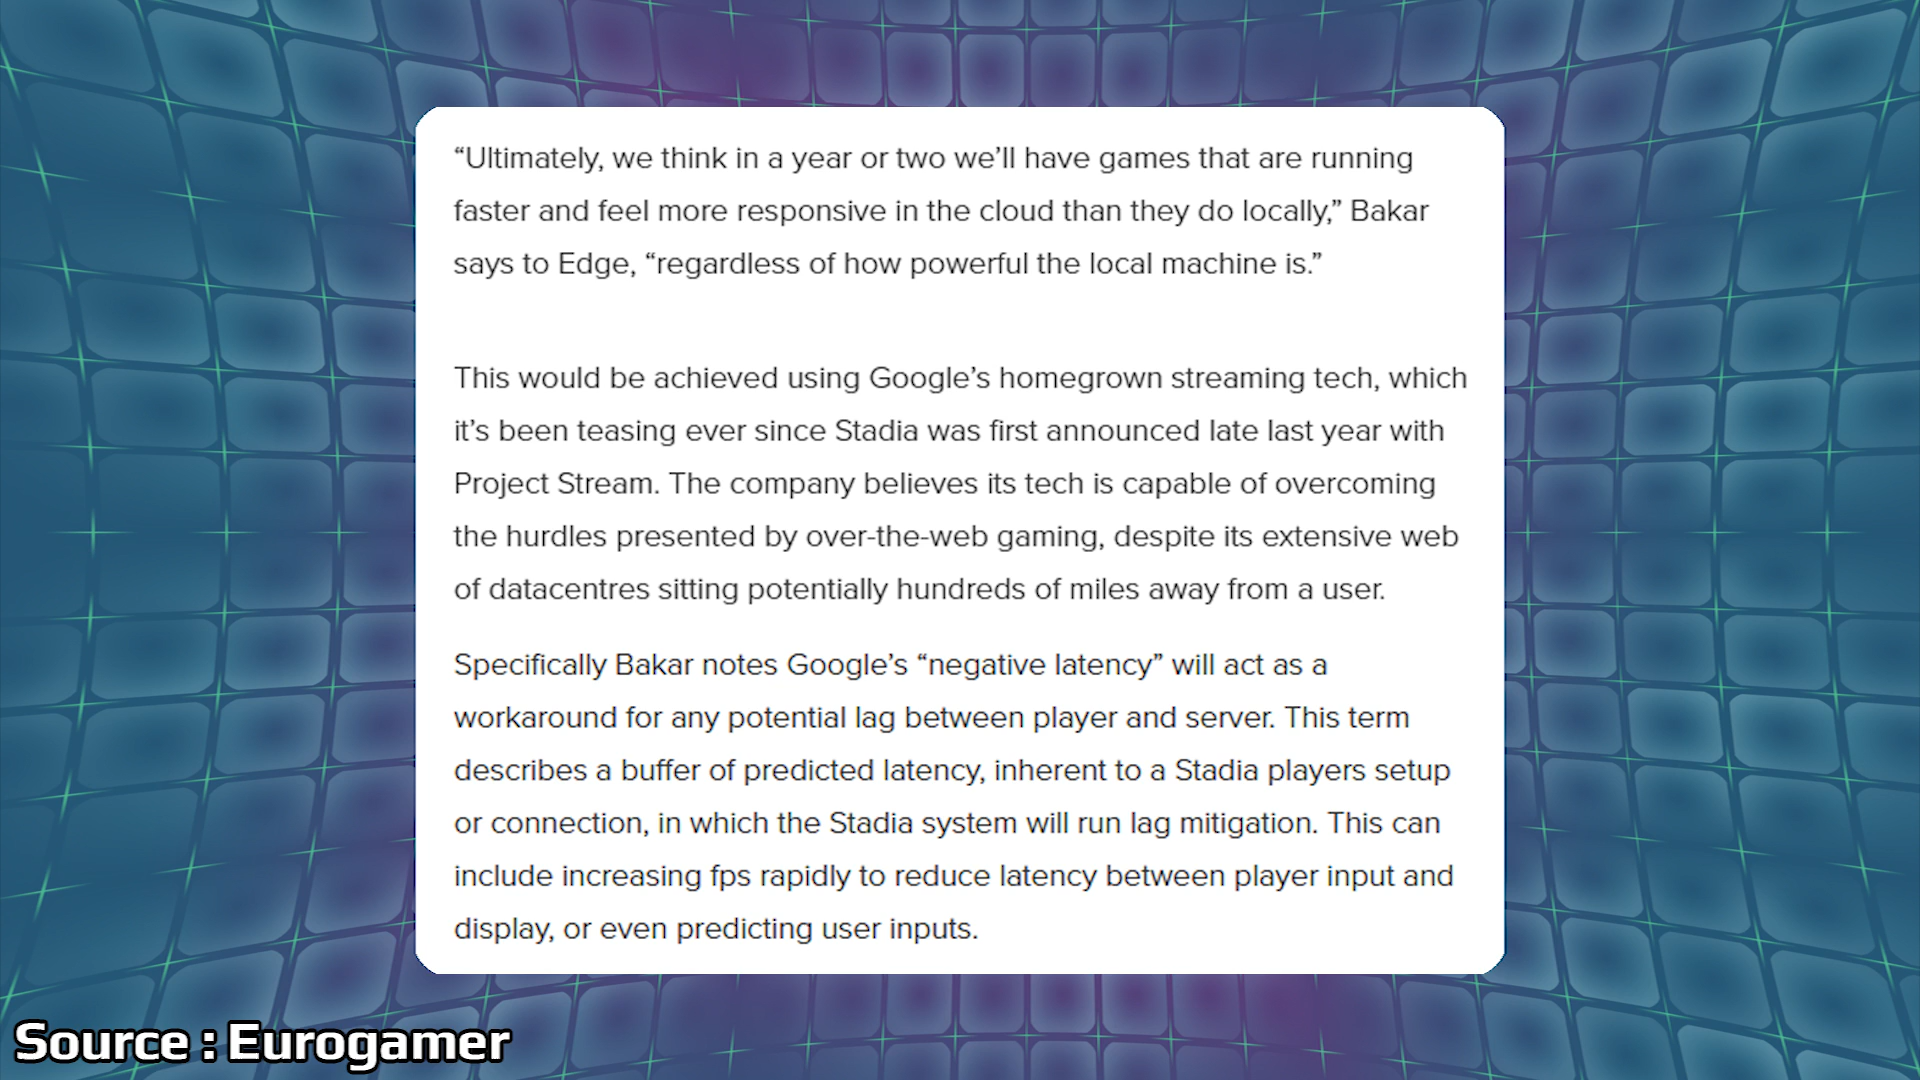 “Ultimately, we think in a year or two we’ll have games that are running
faster and feel more responsive in the cloud than they do locally,” Bakar
says to Edge, “regardless of how powerful the local machine is.”
This would be achieved using Google’s homegrown streaming tech, which
it’s been teasing ever since Stadia was first announced late last year with
Project Stream. The company believes its tech is capable of overcoming
the hurdles presented by over-the-web gaming, despite its extensive web
of datacentres sitting potentially hundreds of miles away from a user.
Specifically Bakar notes Google’s “negative latency” will act as a
workaround for any potential lag between player and server. This term
describes a buffer of predicted latency, inherent to a Stadia players setup
or connection, in which the Stadia system will run lag mitigation. This can
include increasing fps rapidly to reduce latency between player input and
display, or even predicting user inputs.
Source : Eurogamer